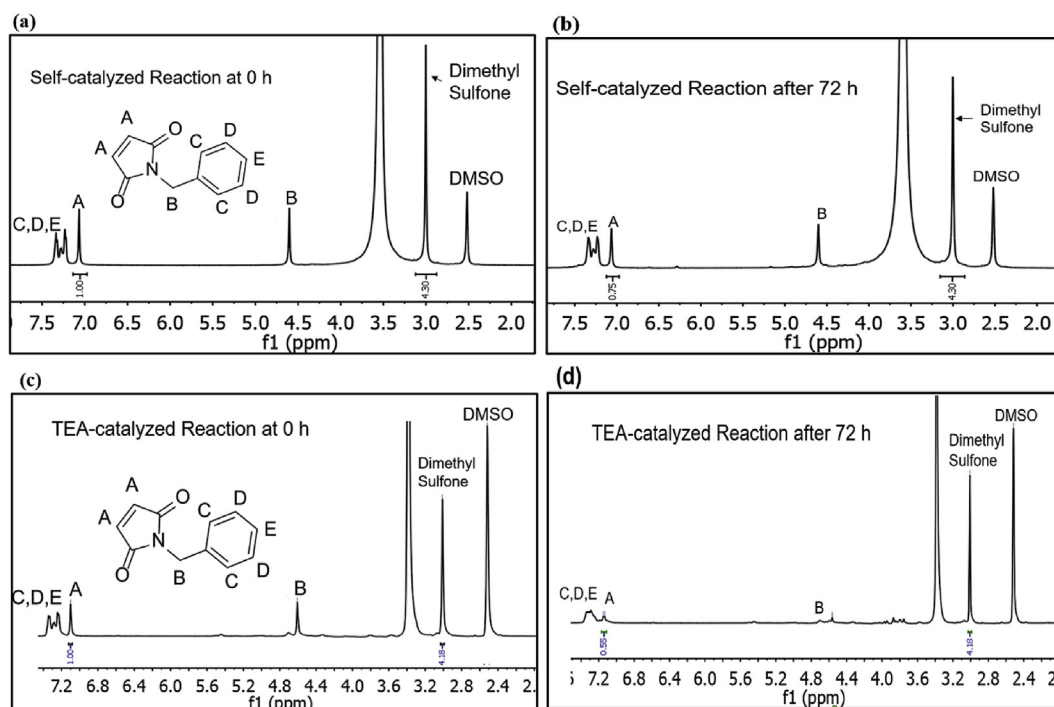 (a)
Self-catalyzed Reaction at 0 h
Dimethyl
Sulfone
A
A
O
N
O
B
C
D
E
D
C
C,D,E
A
B
DMSO
1.00
4.30
7.5 7.0 6.5 6.0 5.5 5.0 4.5 4.0 3.5 3.0 2.5 2.0
f1 (ppm)
(b)
Self-catalyzed Reaction after 72 h
Dimethyl
Sulfone
C,D,E
A
B
DMSO
0.75
4.30
7.5 7.0 6.5 6.0 5.5 5.0 4.5 4.0 3.5 3.0 2.5 2.0
f1 (ppm)
(c)
TEA-catalyzed Reaction at 0 h
DMSO
Dimethyl
Sulfone
A
A
O
N
O
B
C
D
E
D
C
C,D,E
A
B
1.00
4.18
7.2 6.8 6.4 6.0 5.6 5.2 4.8 4.4 4.0 3.6 3.2 2.8 2.4 2.0
f1 (ppm)
(d)
TEA-catalyzed Reaction after 72 h
DMSO
Dimethyl
Sulfone
C,D,E
A
B
0.55
4.18
7.2 6.8 6.4 6.0 5.6 5.2 4.8 4.4 4.0 3.6 3.2 2.8 2.4
f1 (ppm)